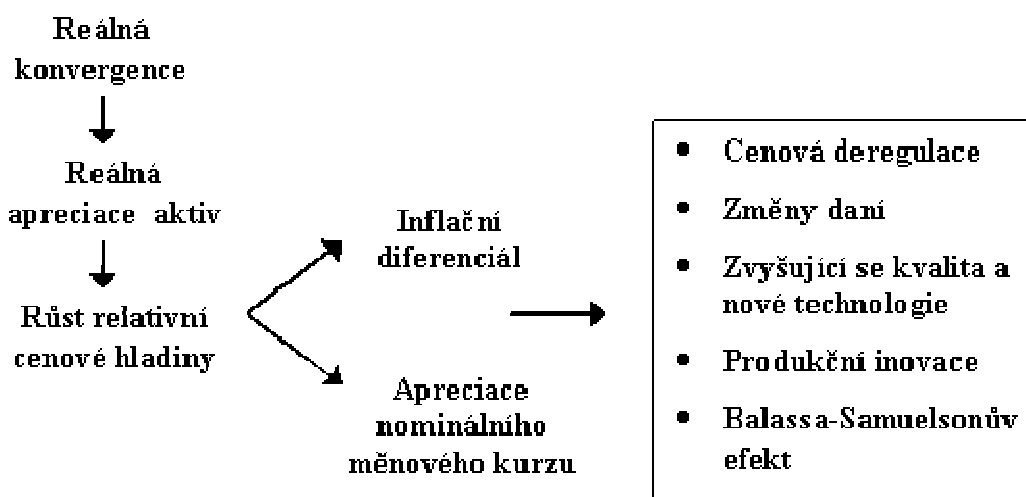 Reálná
konvergence
Reálná
apreciace aktiv
Růst relativní
cenové hladiny
Inflační
diferenciál
Apreciace
nominálního
měnového kurzu
• Cenová deregulace
• Změny daní
• Zvyšující se kvalita a
nové technologie
• Produkční inovace
• Balassa-Samuelsonův
efekt